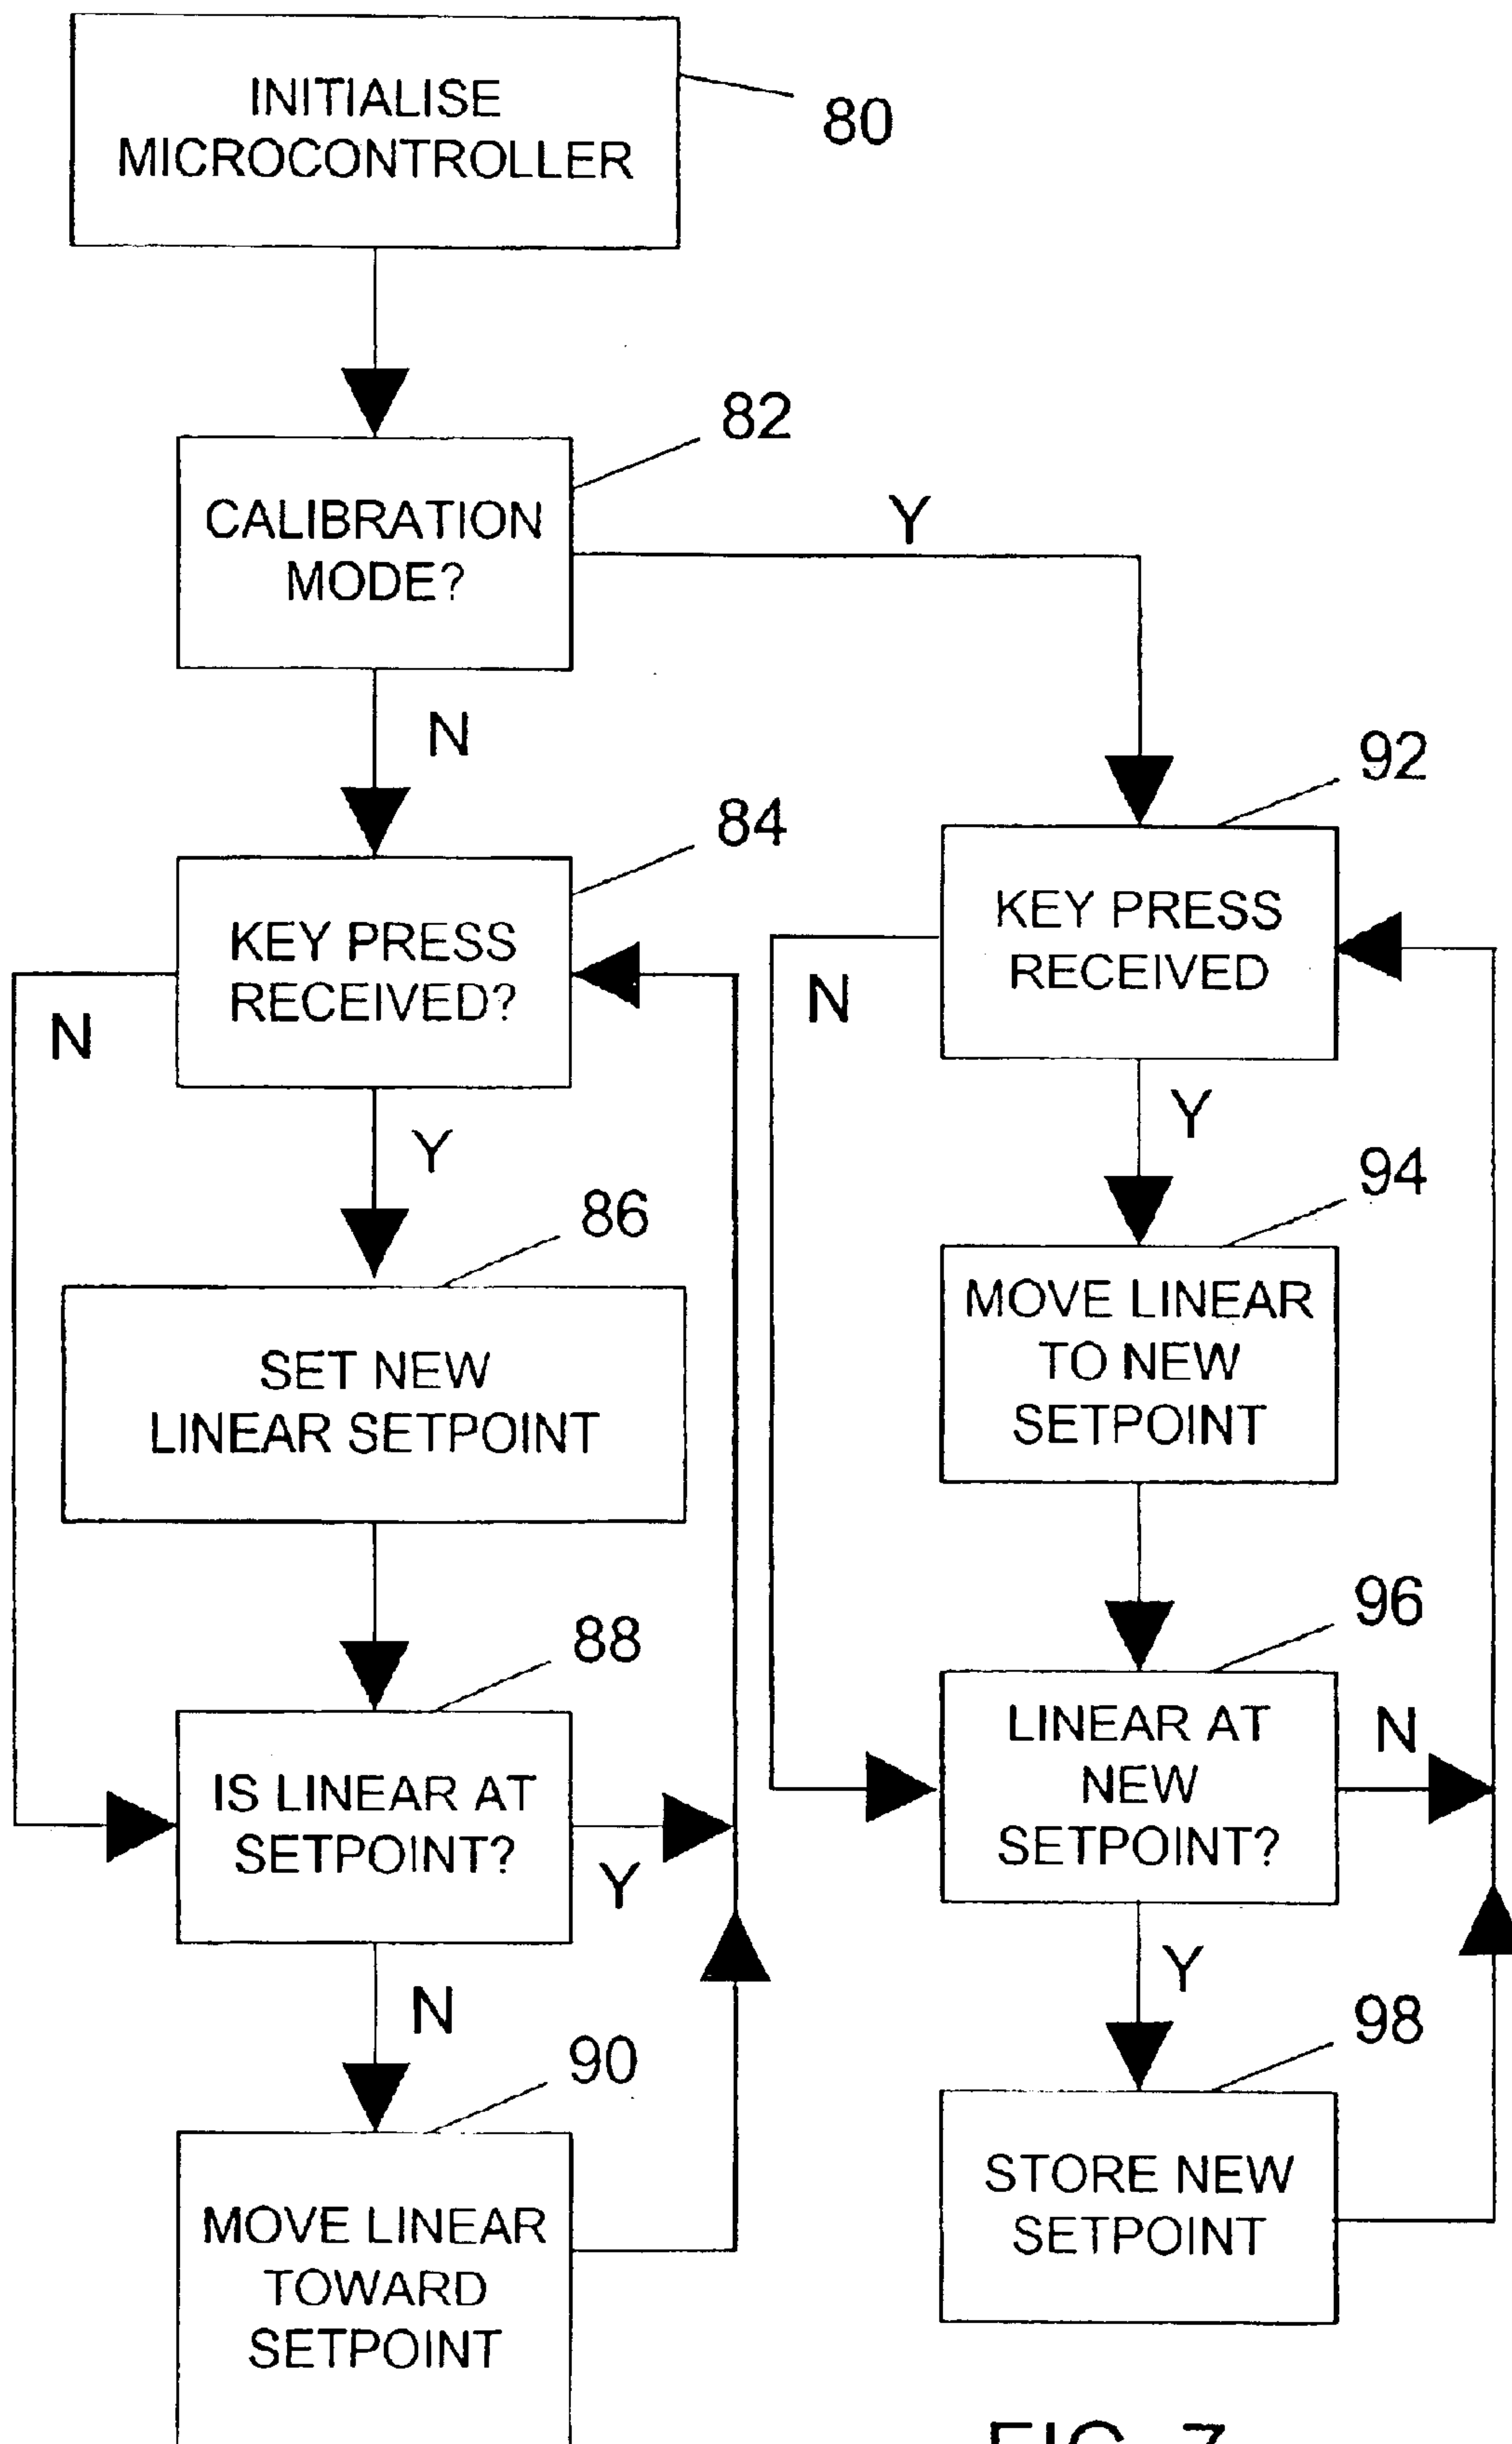 INITIALISE
MICROCONTROLLER
80
82
CALIBRATION
MODE?
Y
N
84
KEY PRESS
RECEIVED?
N
Y
86
SET NEW
LINEAR SETPOINT
88
IS LINEAR AT
SETPOINT?
Y
N
90
MOVE LINEAR
TOWARD
SETPOINT
92
KEY PRESS
RECEIVED
N
Y
94
MOVE LINEAR
TO NEW
SETPOINT
96
LINEAR AT
NEW
SETPOINT?
N
Y
98
STORE NEW
SETPOINT
FIG. 7